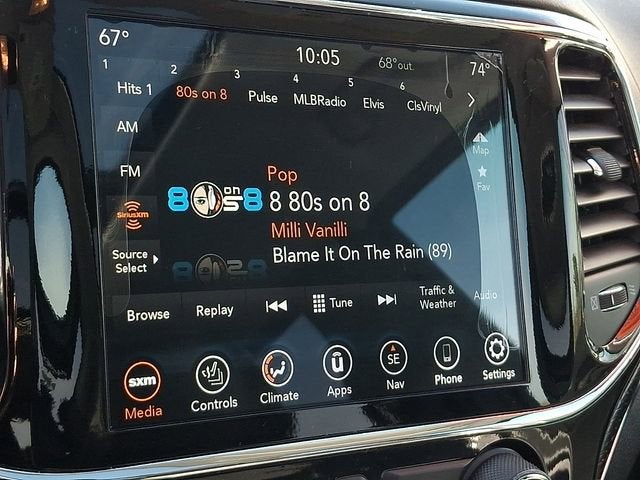 67°
10:05
68° out.
74°
1 2 3 4 5 6
Hits 1 80s on 8 Pulse MLBRadio Elvis ClsVinyl
AM
Map
FM
Fav
Pop
8 on 8 80s on 8
SiriusXM
Milli Vanilli
Source
Select
Blame It On The Rain (89)
Browse
Replay
Tune
Traffic &
Weather
Audio
sxm
Media
Controls
Climate
ū
Apps
SE
Nav
Phone
Settings